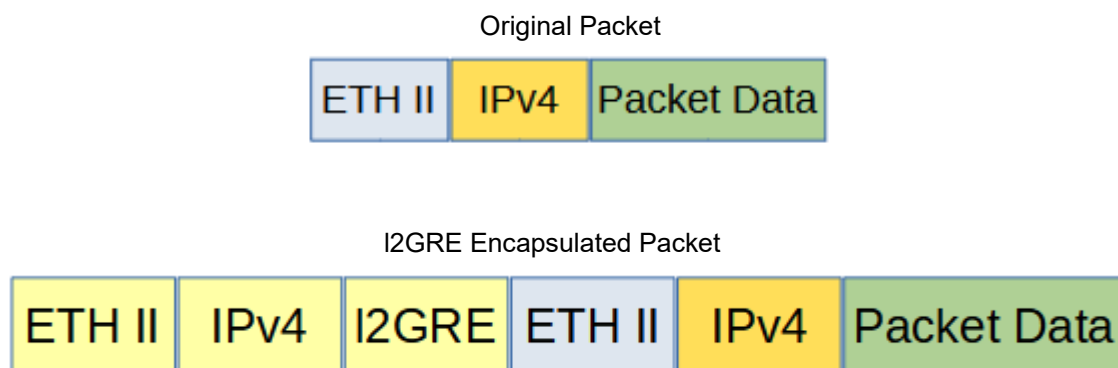 Original Packet
ETH II IPv4 Packet Data
l2GRE Encapsulated Packet
ETH II IPv4 l2GRE ETH II IPv4 Packet Data